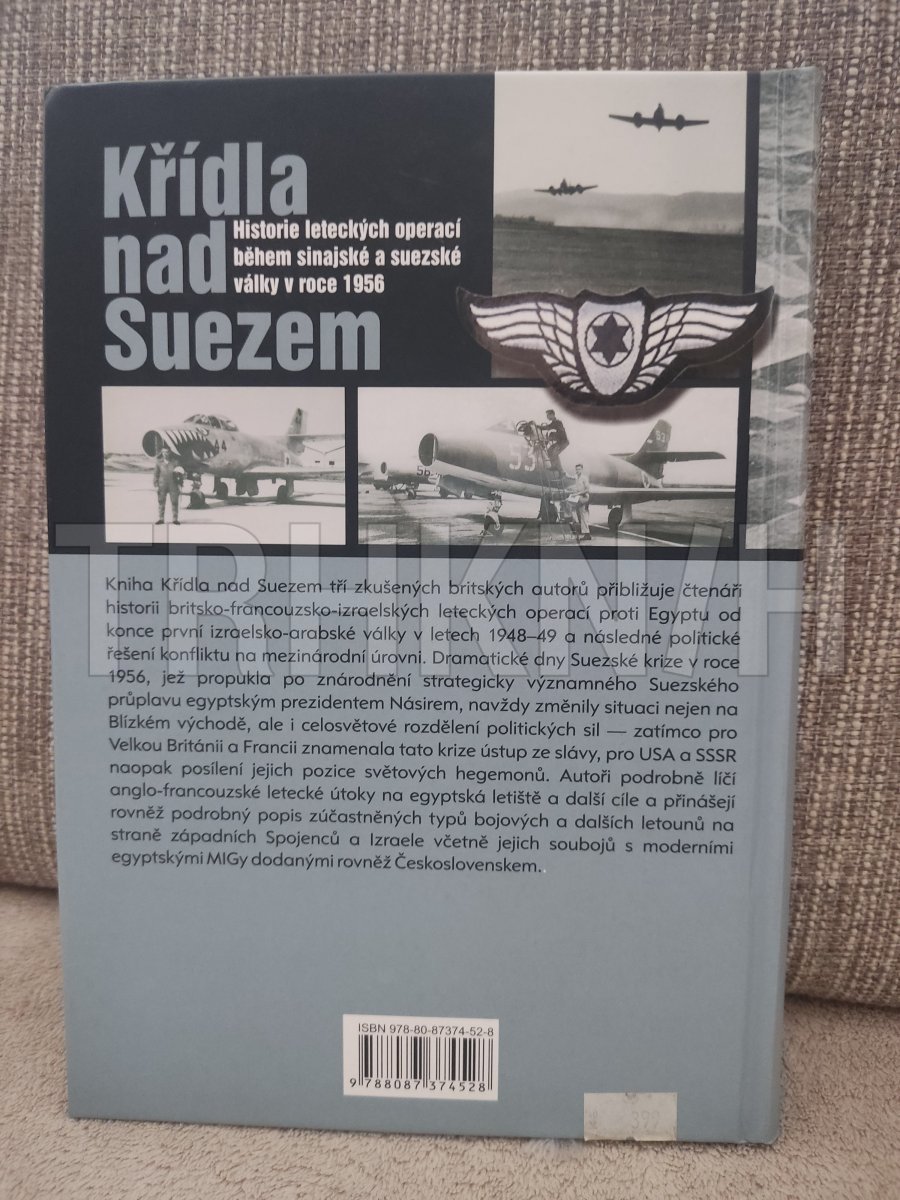 Křídla
nad
Suezem
Historie leteckých operací
během sinajské a suezské
války v roce 1956
53
56
Kniha Křídla nad Suezem tří zkušených britských autorů přibližuje čtenáři
historii britsko-francouzsko-izraelských leteckých operací proti Egyptu od
konce první izraelsko-arabské války v letech 1948–49 a následné politické
řešení konfliktu na mezinárodní úrovni. Dramatické dny Suezské krize v roce
1956, jež propukla po znárodnění strategicky významného Suezského
průplavu egyptským prezidentem Násirem, navždy změnily situaci nejen na
Blízkém východě, ale i celosvětové rozdělení politických sil — zatímco pro
Velkou Británii a Francii znamenala tato krize ústup ze slávy, pro USA a SSSR
naopak posílení jejich pozice světových hegemonů. Autoři podrobně líčí
anglo-francouzské letecké útoky na egyptská letiště a další cíle a přinášejí
rovněž podrobný popis zúčastněných typů bojových a dalších letounů na
straně západních Spojenců a Izraele včetně jejich soubojů s moderními
egyptskými MIGy dodanými rovněž Československem.
ISBN 978-80-87374-52-8
9 788087 374528